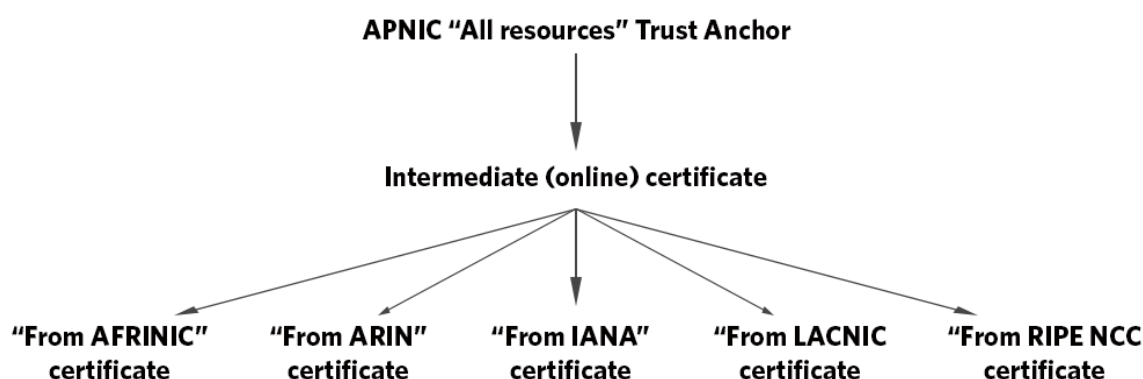 APNIC “All resources” Trust Anchor
Intermediate (online) certificate
“From AFRINIC” certificate
“From ARIN” certificate
“From IANA” certificate
“From LACNIC certificate
“From RIPE NCC certificate